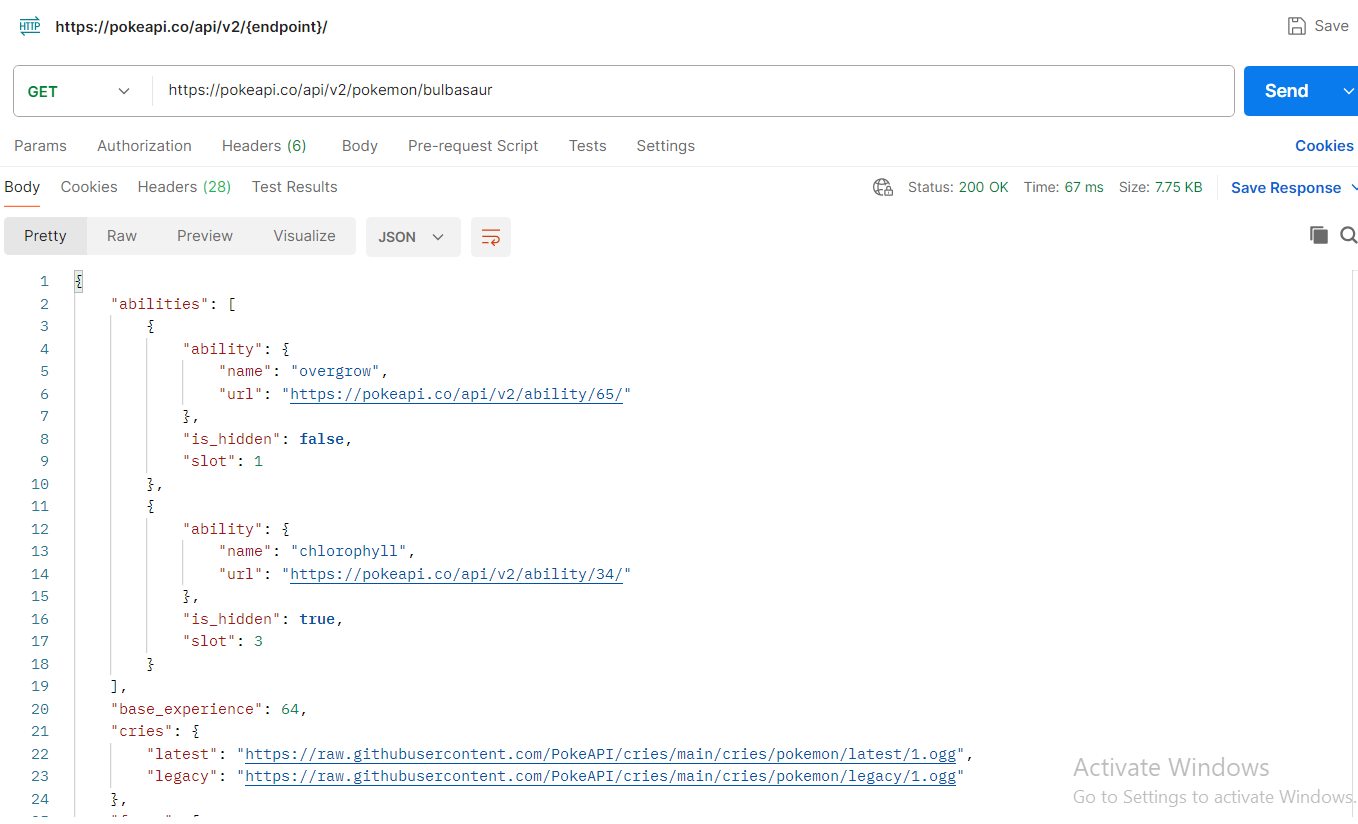 HTTP https://pokeapi.co/api/v2/{endpoint}/ Save
GET https://pokeapi.co/api/v2/pokemon/bulbasaur Send
Params Authorization Headers (6) Body Pre-request Script Tests Settings Cookies
Body Cookies Headers (28) Test Results Status: 200 OK Time: 67 ms Size: 7.75 KB Save Response
Pretty Raw Preview Visualize JSON
1 {
2 "abilities": [
3 {
4 "ability": {
5 "name": "overgrow",
6 "url": "https://pokeapi.co/api/v2/ability/65/"
7 },
8 "is_hidden": false,
9 "slot": 1
10 },
11 {
12 "ability": {
13 "name": "chlorophyll",
14 "url": "https://pokeapi.co/api/v2/ability/34/"
15 },
16 "is_hidden": true,
17 "slot": 3
18 }
19 ],
20 "base_experience": 64,
21 "cries": {
22 "latest": "https://raw.githubusercontent.com/PokeAPI/cries/main/cries/pokemon/latest/1.ogg",
23 "legacy": "https://raw.githubusercontent.com/PokeAPI/cries/main/cries/pokemon/legacy/1.ogg"
24 },
Activate Windows
Go to Settings to activate Windows.